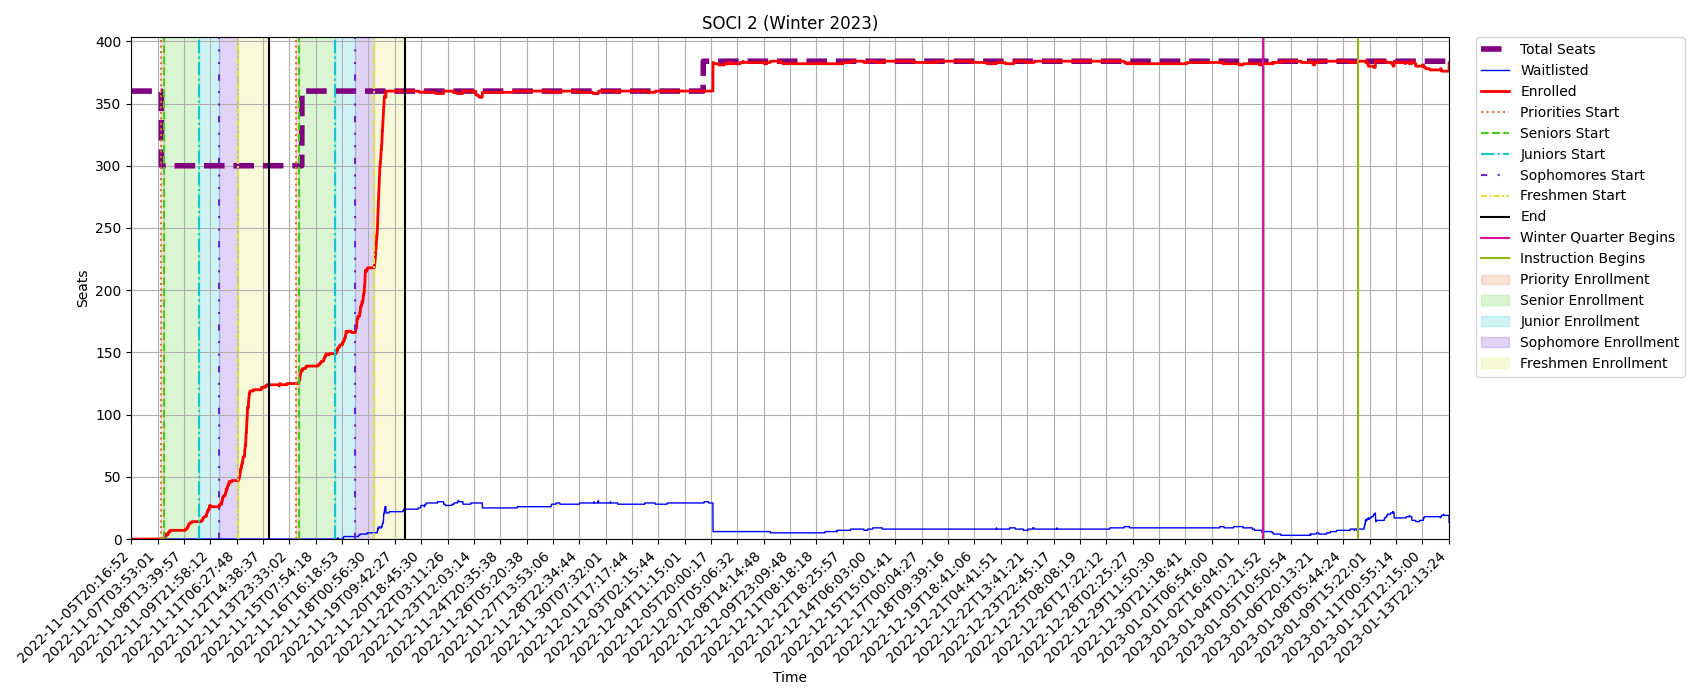 SOCI 2 (Winter 2023)
Seats
400
350
300
250
200
150
100
50
0
2022-11-05T20:16:52
2022-11-07T03:53:01
2022-11-08T13:39:57
2022-11-09T21:58:12
2022-11-11T06:27:48
2022-11-12T14:38:37
2022-11-13T23:33:02
2022-11-15T07:54:18
2022-11-16T16:18:53
2022-11-18T00:56:30
2022-11-19T09:42:27
2022-11-20T18:45:30
2022-11-22T03:11:26
2022-11-23T12:03:14
2022-11-24T20:35:38
2022-11-26T05:20:38
2022-11-27T13:53:06
2022-11-28T22:34:44
2022-11-30T07:32:01
2022-12-01T17:17:44
2022-12-03T02:15:44
2022-12-04T11:15:01
2022-12-05T20:00:17
2022-12-07T05:06:32
2022-12-08T14:14:48
2022-12-09T23:09:48
2022-12-11T08:18:18
2022-12-12T18:25:57
2022-12-14T06:03:00
2022-12-15T15:01:41
2022-12-17T00:04:27
2022-12-18T09:39:16
2022-12-19T18:41:06
2022-12-21T04:41:51
2022-12-22T13:41:21
2022-12-23T22:45:17
2022-12-25T08:08:19
2022-12-26T17:22:12
2022-12-28T02:25:27
2022-12-29T11:50:30
2022-12-30T21:18:41
2023-01-01T06:54:00
2023-01-02T16:04:01
2023-01-04T01:21:52
2023-01-05T10:50:54
2023-01-06T20:13:21
2023-01-08T05:44:24
2023-01-09T15:22:01
2023-01-11T00:55:14
2023-01-12T12:15:00
2023-01-13T22:13:24
Time
Total Seats
Waitlisted
Enrolled
Priorities Start
Seniors Start
Juniors Start
Sophomores Start
Freshmen Start
End
Winter Quarter Begins
Instruction Begins
Priority Enrollment
Senior Enrollment
Junior Enrollment
Sophomore Enrollment
Freshmen Enrollment